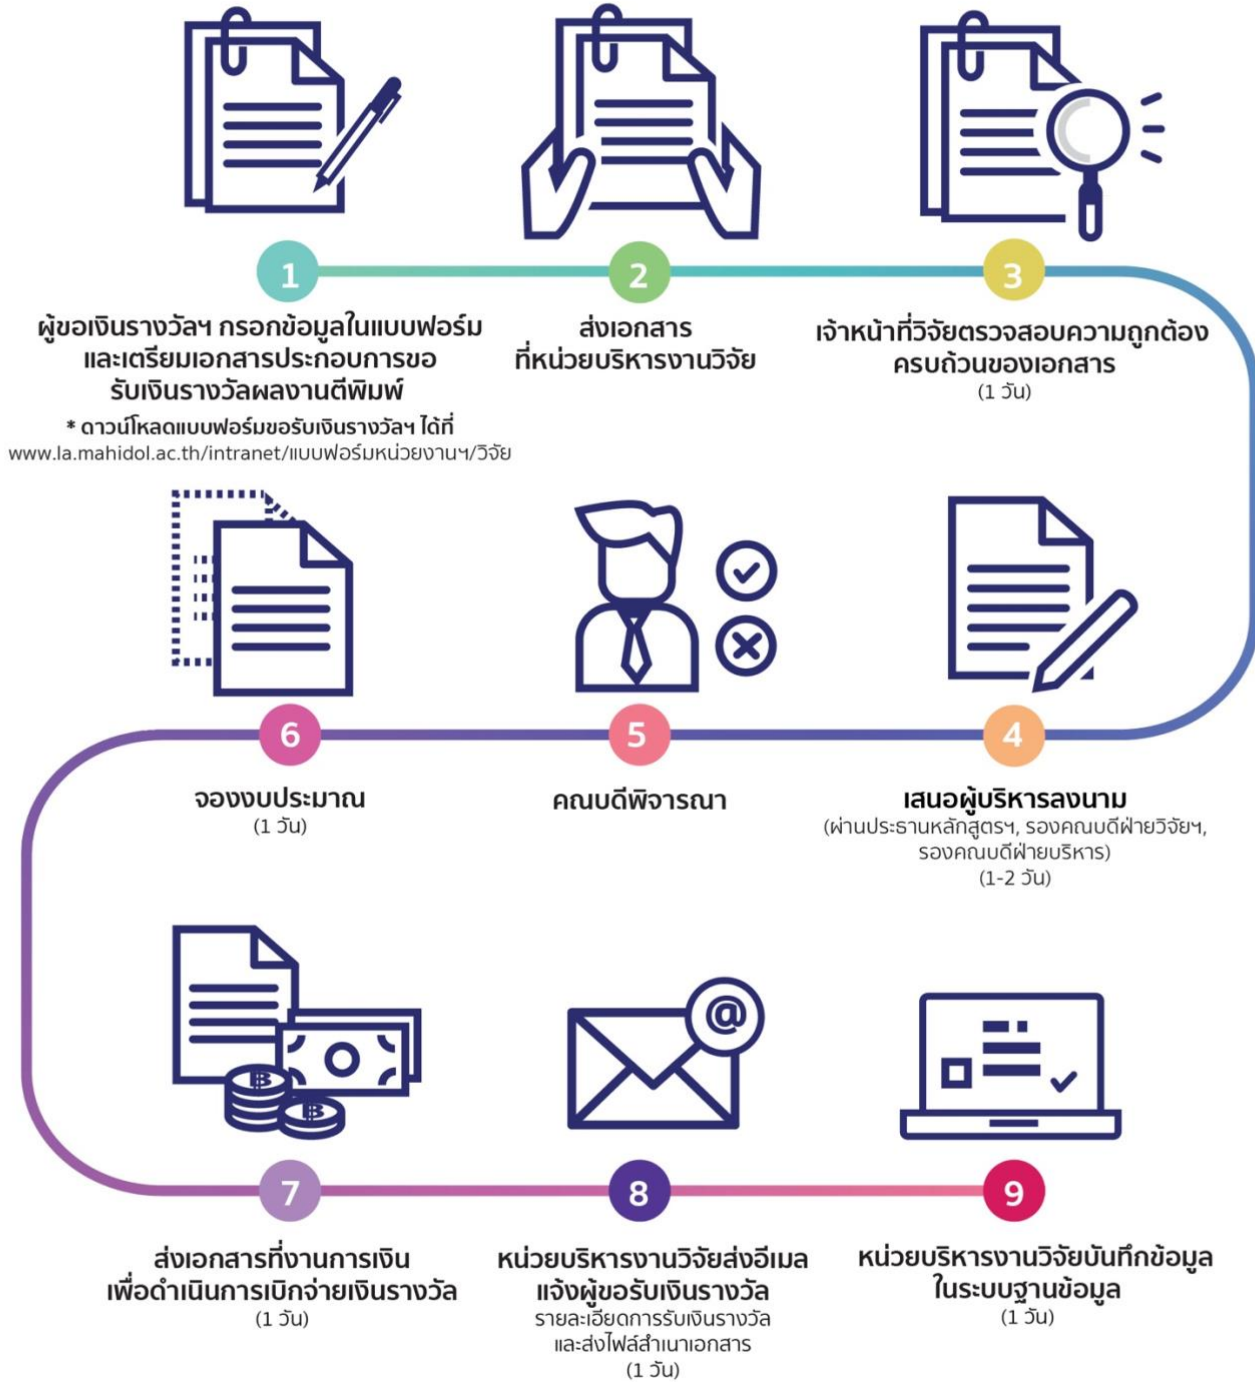 1
ผู้ขอเงินรางวัลฯ กรอกข้อมูลในแบบฟอร์ม
และเตรียมเอกสารประกอบการขอ
รับเงินรางวัลผลงานตีพิมพ์
* ดาวน์โหลดแบบฟอร์มขอรับเงินรางวัลฯ ได้ที่
www.la.mahidol.ac.th/intranet/แบบฟอร์มหน่วยงานฯ/วิจัย
2
ส่งเอกสาร
ที่หน่วยบริหารงานวิจัย
3
เจ้าหน้าที่วิจัยตรวจสอบความถูกต้อง
ครบถ้วนของเอกสาร
(1 วัน)
4
เสนอผู้บริหารลงนาม
(ผ่านประธานหลักสูตรฯ, รองคณบดีฝ่ายวิจัยฯ,
รองคณบดีฝ่ายบริหาร)
(1-2 วัน)
5
คณบดีพิจารณา
6
จองงบประมาณ
(1 วัน)
B
B
7
ส่งเอกสารที่งานการเงิน
เพื่อดำเนินการเบิกจ่ายเงินรางวัล
(1 วัน)
@
8
หน่วยบริหารงานวิจัยส่งอีเมล
แจ้งผู้ขอรับเงินรางวัล
รายละเอียดการรับเงินรางวัล
และส่งไฟล์สำเนาเอกสาร
(1 วัน)
9
หน่วยบริหารงานวิจัยบันทึกข้อมูล
ในระบบฐานข้อมูล
(1 วัน)